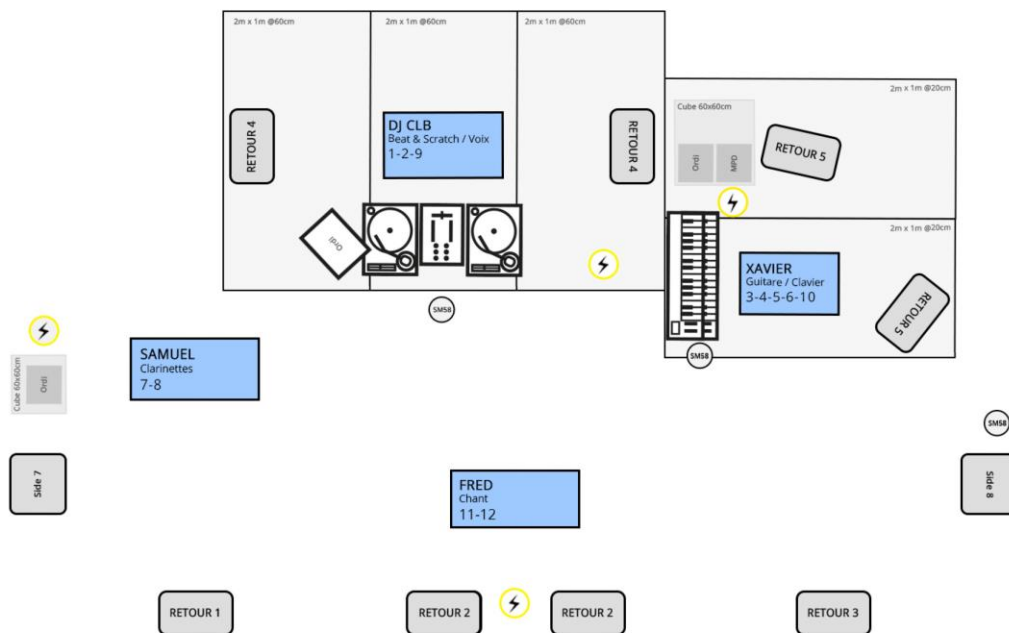 2m x 1m @60cm
2m x 1m @60cm
2m x 1m @60cm
2m x 1m @20cm
Cube 60x60cm
RETOUR 4
DJ CLB
Beat & Scratch / Voix
1-2-9
RETOUR 4
Ordi
MPD
RETOUR 5
Ordi
2m x 1m @20cm
XAVIER
Guitare / Clavier
3-4-5-6-10
RETOUR 5
SM58
SM58
SAMUEL
Clarinettes
7-8
Cube 60x60cm
Ordi
SM58
Side 7
FRED
Chant
11-12
Side 8
RETOUR 1
RETOUR 2
RETOUR 2
RETOUR 3